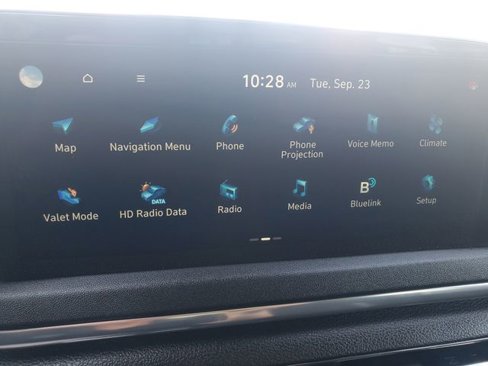 10:28 AM Tue, Sep. 23
Map Navigation Menu Phone Phone Projection Voice Memo Climate
Valet Mode HD Radio Data Radio Media Bluelink Setup
DATA
B